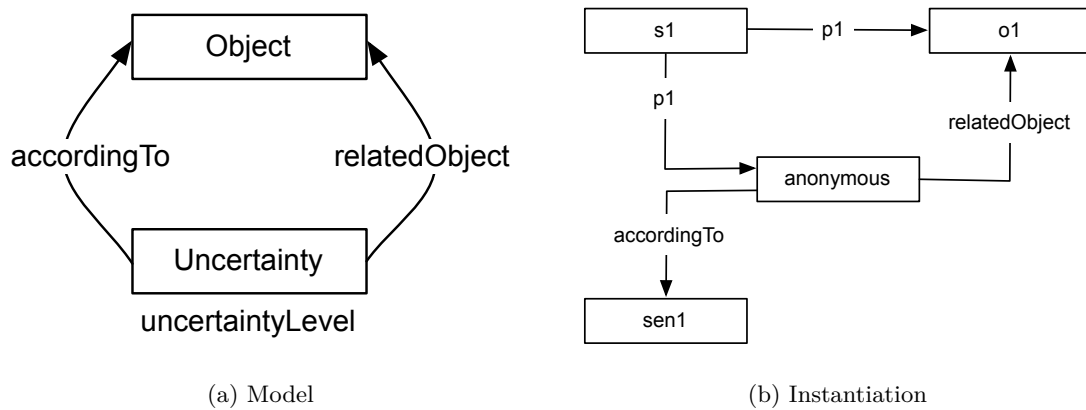 Object
accordingTo
relatedObject
Uncertainty
uncertaintyLevel
(a) Model
s1
p1
o1
p1
relatedObject
anonymous
accordingTo
sen1
(b) Instantiation